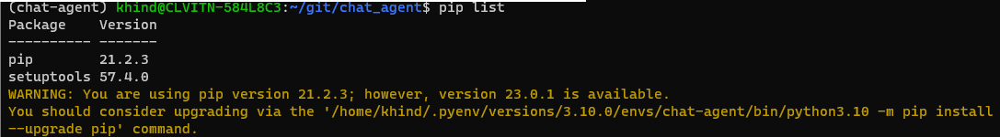 (chat-agent) khind@CLVITN-584L8C3:~/git/chat_agent$ pip list
Package    Version
---------- -------
pip        21.2.3
setuptools 57.4.0
WARNING: You are using pip version 21.2.3; however, version 23.0.1 is available.
You should consider upgrading via the '/home/khind/.pyenv/versions/3.10.0/envs/chat-agent/bin/python3.10 -m pip install
--upgrade pip' command.